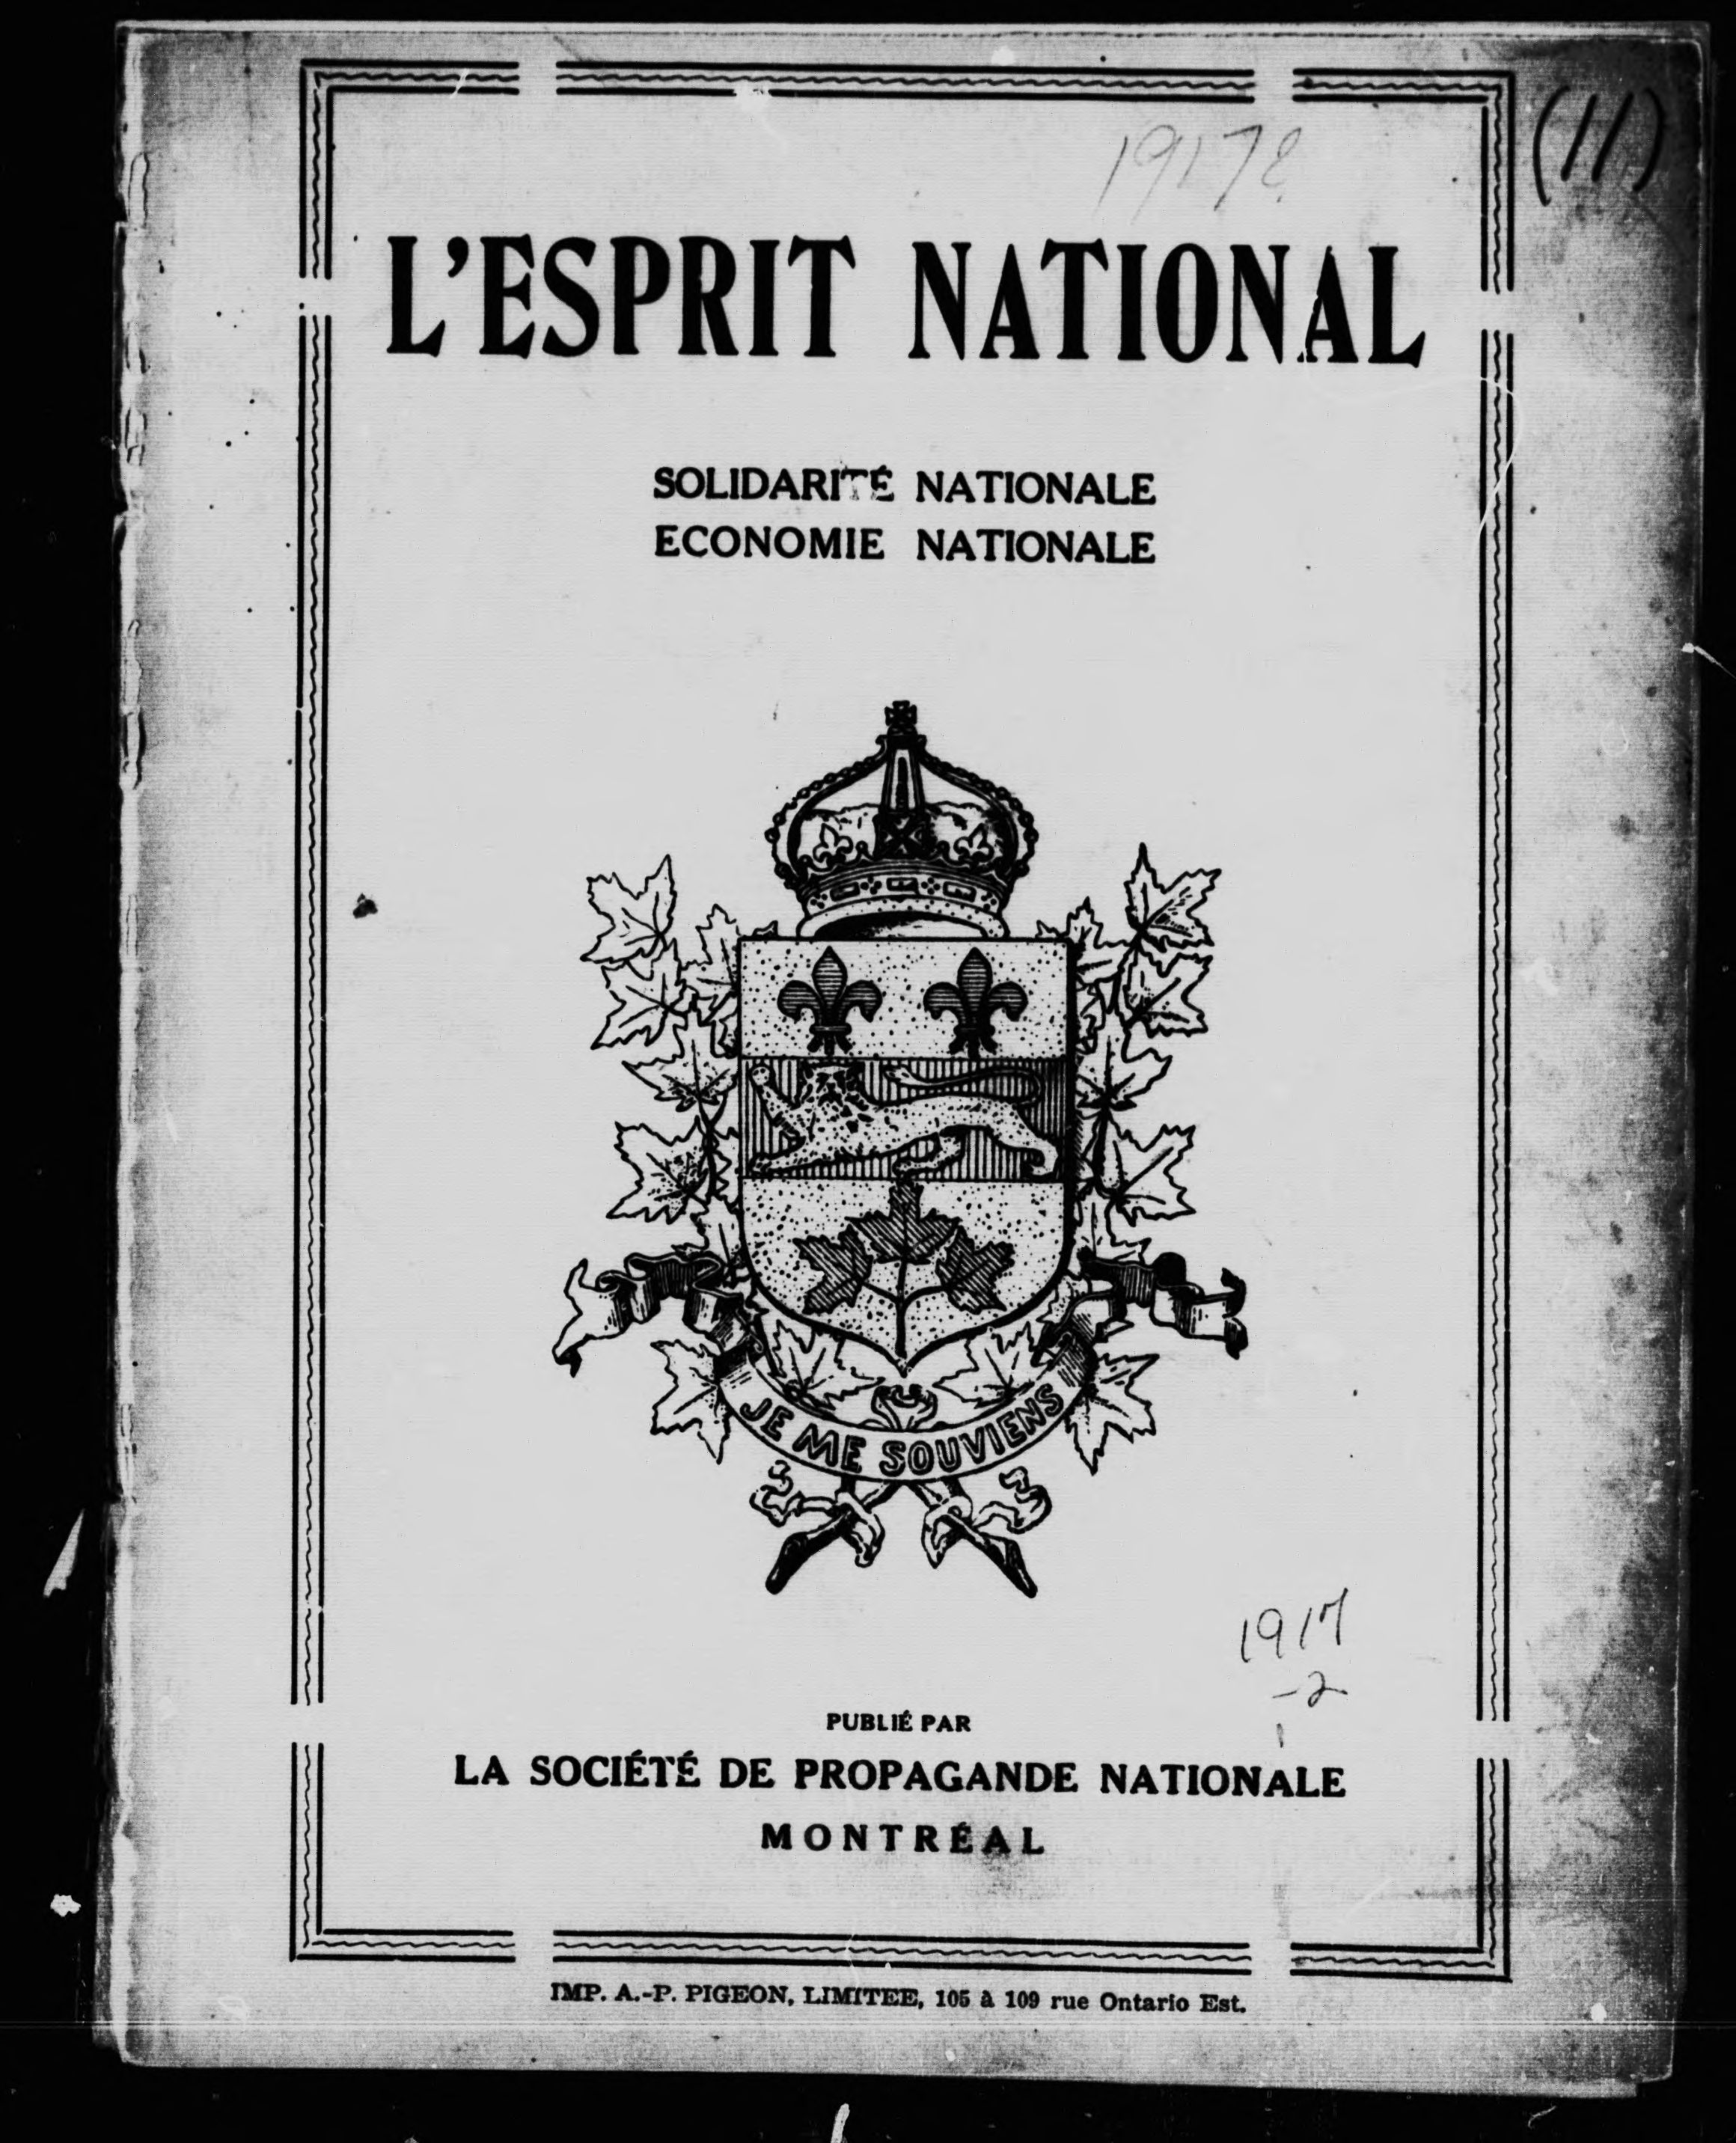 (11)
1917?
L'ESPRIT NATIONAL
SOLIDARITÉ NATIONALE
ECONOMIE NATIONALE
JE ME SOUVIENS
1917
-2
PUBLIÉ PAR
LA SOCIÉTÉ DE PROPAGANDE NATIONALE
MONTRÉAL
IMP. A.-P. PIGEON, LIMITEE, 105 à 109 rue Ontario Est.